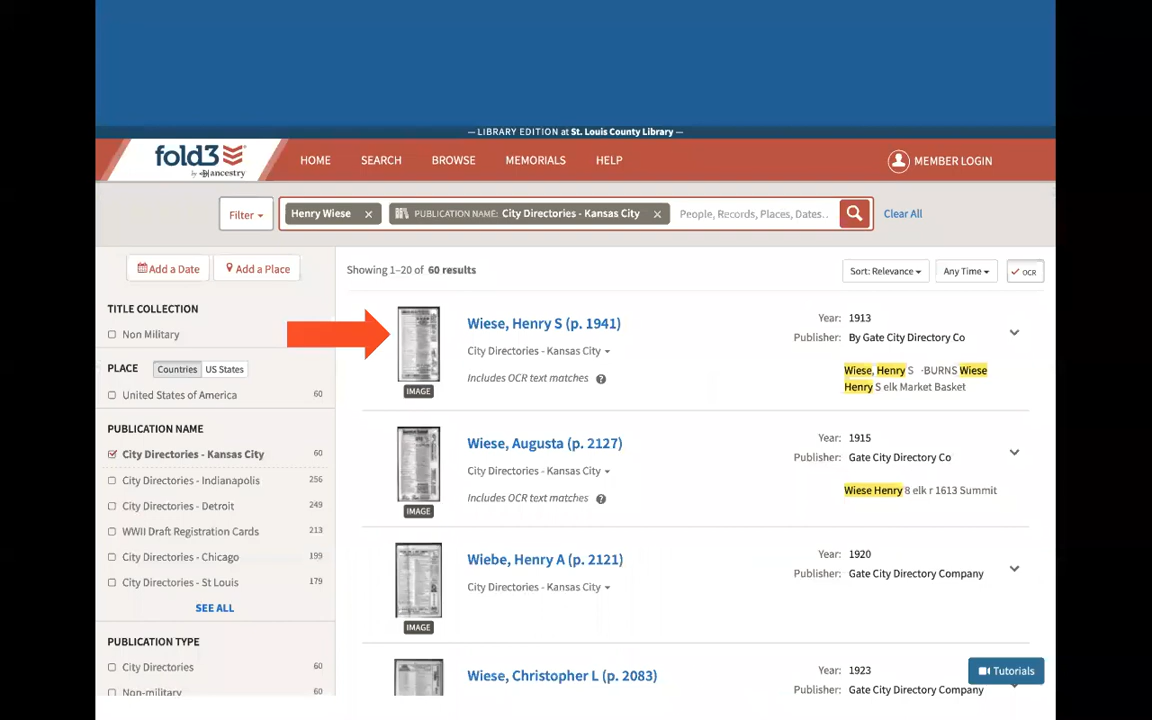 — LIBRARY EDITION at St. Louis County Library —
fold3
by ancestry
HOME SEARCH BROWSE MEMORIALS HELP MEMBER LOGIN
Filter Henry Wiese × PUBLICATION NAME: City Directories - Kansas City × People, Records, Places, Dates.. Clear All
Add a Date Add a Place
Showing 1–20 of 60 results Sort: Relevance Any Time OCR
TITLE COLLECTION
Non Military
PLACE Countries US States
United States of America 60
PUBLICATION NAME
City Directories - Kansas City 60
City Directories - Indianapolis 256
City Directories - Detroit 249
WWII Draft Registration Cards 213
City Directories - Chicago 199
City Directories - St Louis 179
SEE ALL
PUBLICATION TYPE
City Directories 60
Non-military 60
Wiese, Henry S (p. 1941)
City Directories - Kansas City
Includes OCR text matches ?
IMAGE
Year: 1913
Publisher: By Gate City Directory Co
Wiese, Henry S -BURNS Wiese
Henry S elk Market Basket
Wiese, Augusta (p. 2127)
City Directories - Kansas City
Includes OCR text matches ?
IMAGE
Year: 1915
Publisher: Gate City Directory Co
Wiese Henry 8 elk r 1613 Summit
Wiebe, Henry A (p. 2121)
City Directories - Kansas City
IMAGE
Year: 1920
Publisher: Gate City Directory Company
Wiese, Christopher L (p. 2083)
Year: 1923
Publisher: Gate City Directory Company
Tutorials